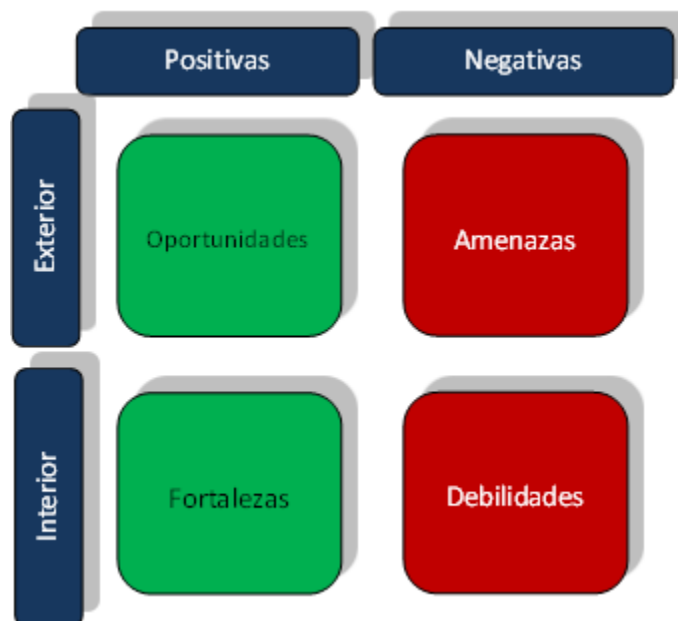 Positivas
Negativas
Exterior
Oportunidades
Amenazas
Interior
Fortalezas
Debilidades